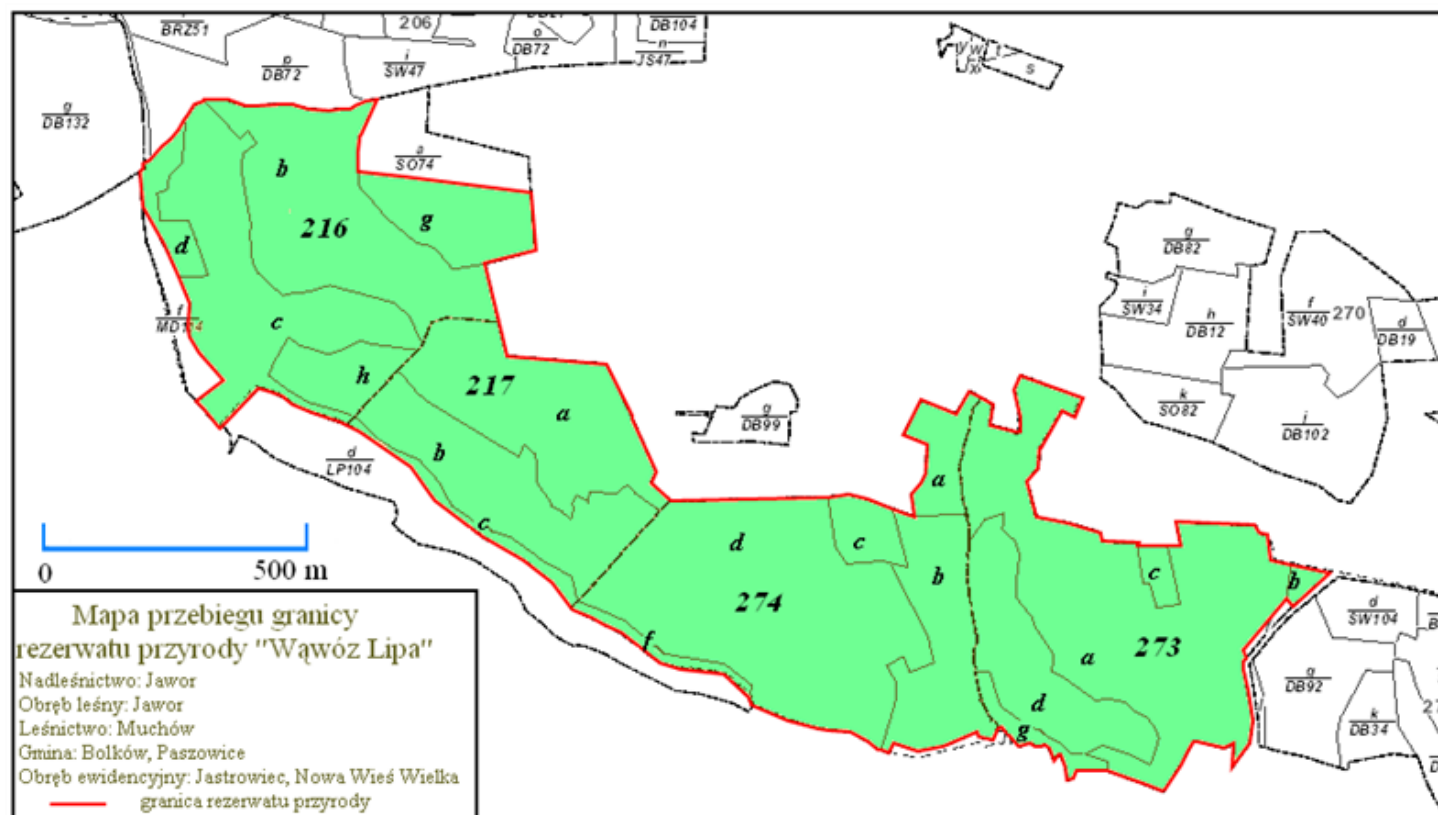 BRZ51
206
DB104
o
DB72
n
JS47
p
DB72
i
SW47
y w t
x
s
g
DB132
a
SO74
b
216
g
d
g
DB82
f
MD114
c
i
SW34
h
DB12
f
SW40
270
d
DB19
h
217
a
k
SO82
i
DB102
g
DB99
d
LP104
b
a
c
d
c
b
c
b
0
500 m
274
f
a
273
d
g
d
SW104
g
DB92
k
DB34
Mapa przebiegu granicy
rezerwatu przyrody "Wąwóz Lipa"
Nadleśnictwo: Jawor
Obręb leśny: Jawor
Leśnictwo: Muchów
Gmina: Bolków, Paszowice
Obręb ewidencyjny: Jastrowiec, Nowa Wieś Wielka
granica rezerwatu przyrody